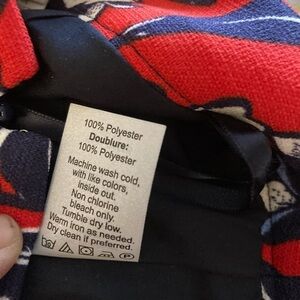 100% Polyester
Doublure:
100% Polyester
Machine wash cold,
with like colors,
inside out.
Non chlorine
bleach only.
Tumble dry low.
Warm iron as needed.
Dry clean if preferred.